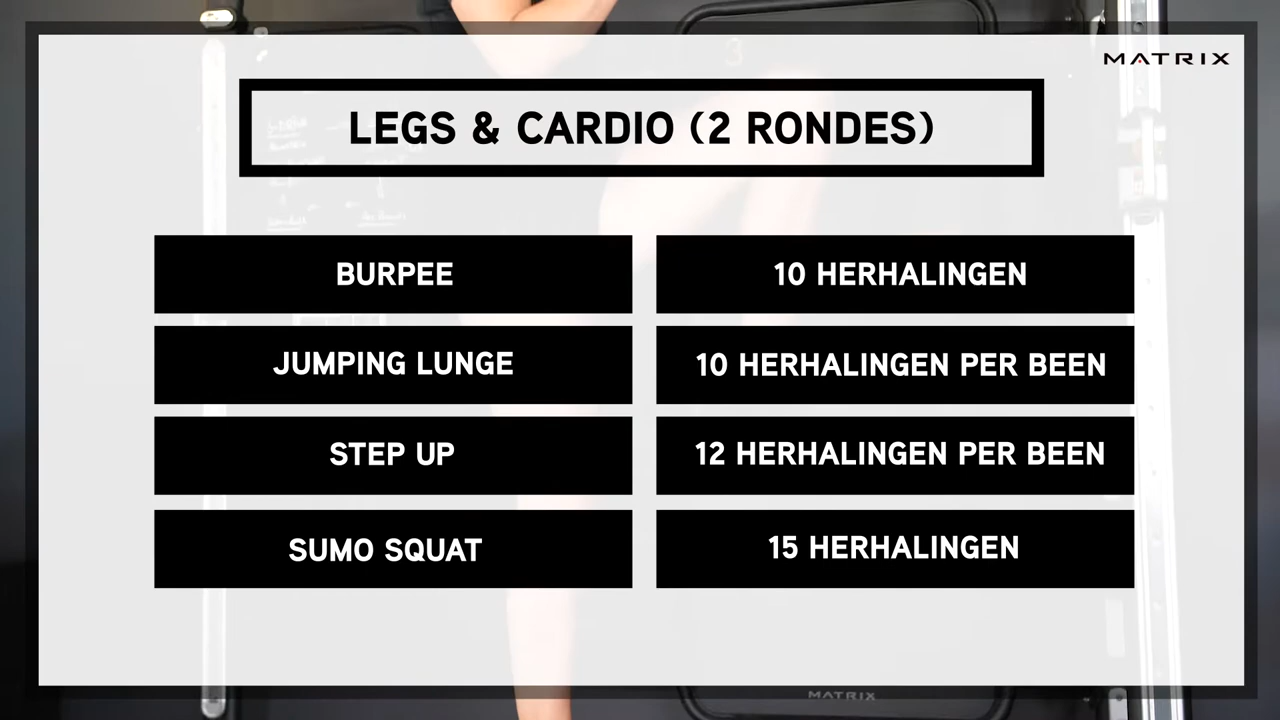 MATRIX
LEGS & CARDIO (2 RONDES)
BURPEE
10 HERHALINGEN
JUMPING LUNGE
10 HERHALINGEN PER BEEN
STEP UP
12 HERHALINGEN PER BEEN
SUMO SQUAT
15 HERHALINGEN
MATRIX